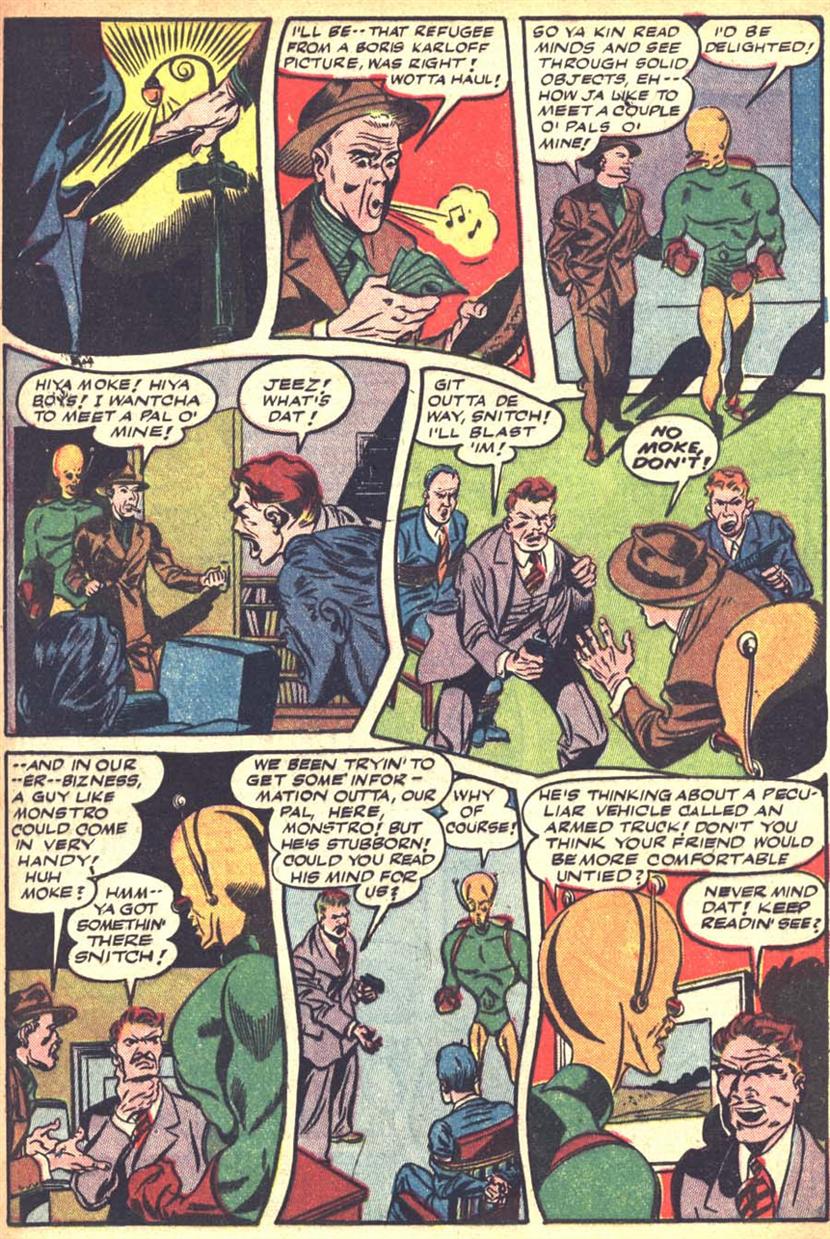 I'LL BE--THAT REFUGEE
FROM A BORIS KARLOFF
PICTURE, WAS RIGHT!
WOTTA HAUL!
SO YA KIN READ
MINDS AND SEE
THROUGH SOLID
OBJECTS, EH--
HOW JA LIKE TO
MEET A COUPLE
O' PALS O'
MINE!
I'D BE
DELIGHTED!
HIYA MOKE! HIYA
BOYS! I WANTCHA
TO MEET A PAL O'
MINE!
JEEZ!
WHAT'S
DAT!
GIT
OUTTA DE
WAY, SNITCH!
I'LL BLAST
'IM!
NO
MOKE,
DON'T!
--AND IN OUR
--ER--BIZNESS,
A GUY LIKE
MONSTRO
COULD COME
IN VERY
HANDY!
HUH
MOKE?
HMM--
YA GOT
SOMETHIN'
THERE
SNITCH!
WE BEEN TRYIN' TO
GET SOME INFOR-
MATION OUTTA, OUR
PAL, HERE,
MONSTRO! BUT
HE'S STUBBORN!
COULD YOU READ
HIS MIND FOR
US?
WHY
OF
COURSE!
HE'S THINKING ABOUT A PECU-
LIAR VEHICLE CALLED AN
ARMED TRUCK! DON'T YOU
THINK YOUR FRIEND WOULD
BE MORE COMFORTABLE
UNTIED?
NEVER MIND
DAT! KEEP
READIN' SEE?